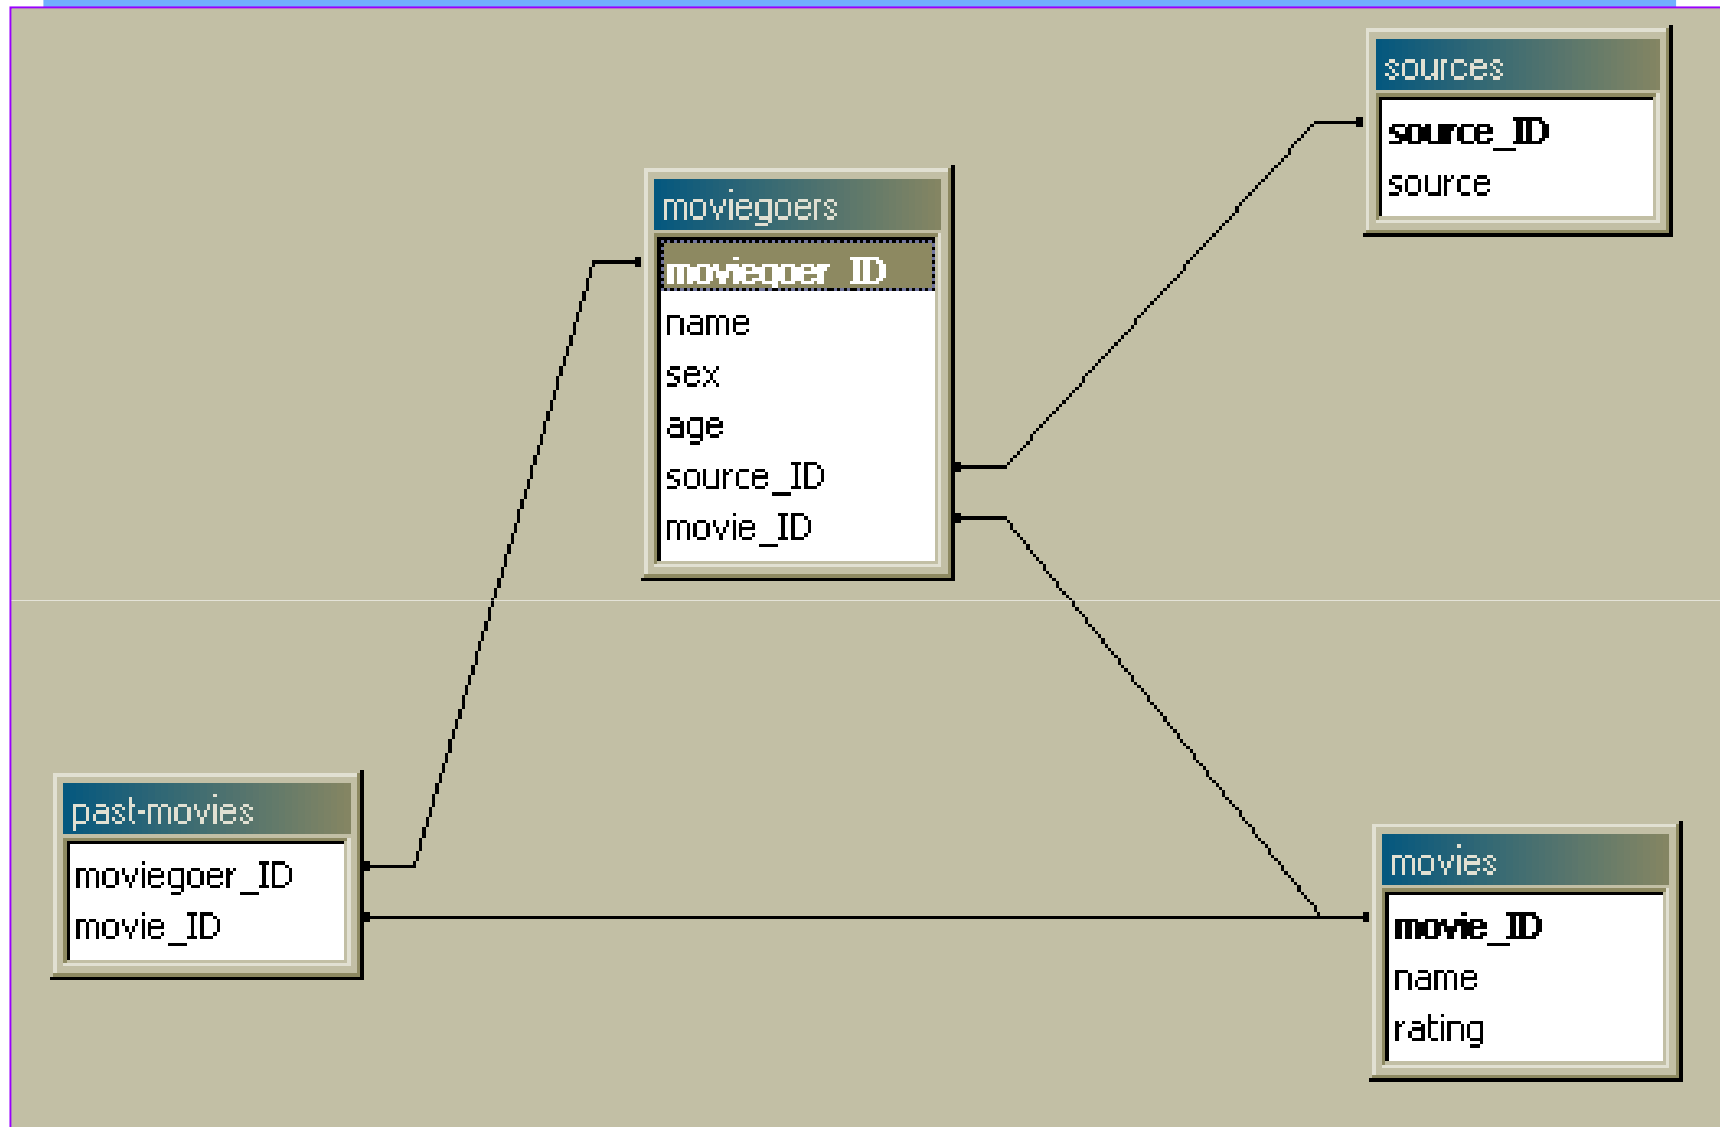 sources
source_ID
source
moviegoers
moviegoer_ID
name
sex
age
source_ID
movie_ID
past-movies
moviegoer_ID
movie_ID
movies
movie_ID
name
rating